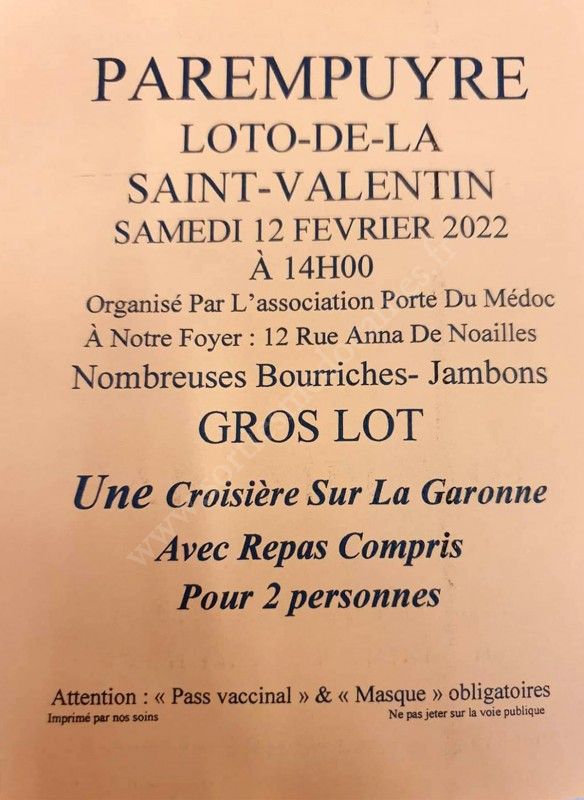 PAREMPUYRE
LOTO-DE-LA
SAINT-VALENTIN
SAMEDI 12 FEVRIER 2022
À 14H00
Organisé Par L'association Porte Du Médoc
À Notre Foyer : 12 Rue Anna De Noailles
Nombreuses Bourriches- Jambons
GROS LOT
Une Croisière Sur La Garonne
Avec Repas Compris
Pour 2 personnes
Attention : « Pass vaccinal » & « Masque » obligatoires
Imprimé par nos soins
Ne pas jeter sur la voie publique